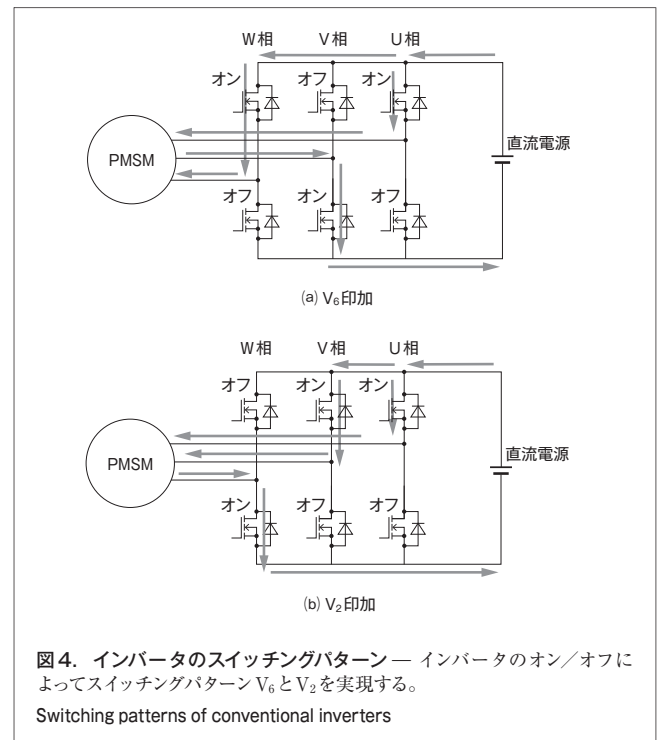 W相 V相 U相
オン オフ オン
PMSM
直流電源
オフ オン
(a) V₆印加
W相 V相 U相
オフ オン オン
PMSM
直流電源
オン オフ オフ
(b) V₂印加
図4. インバータのスイッチングパターン — インバータのオン／オフに
よってスイッチングパターンV₆とV₂を実現する。
Switching patterns of conventional inverters